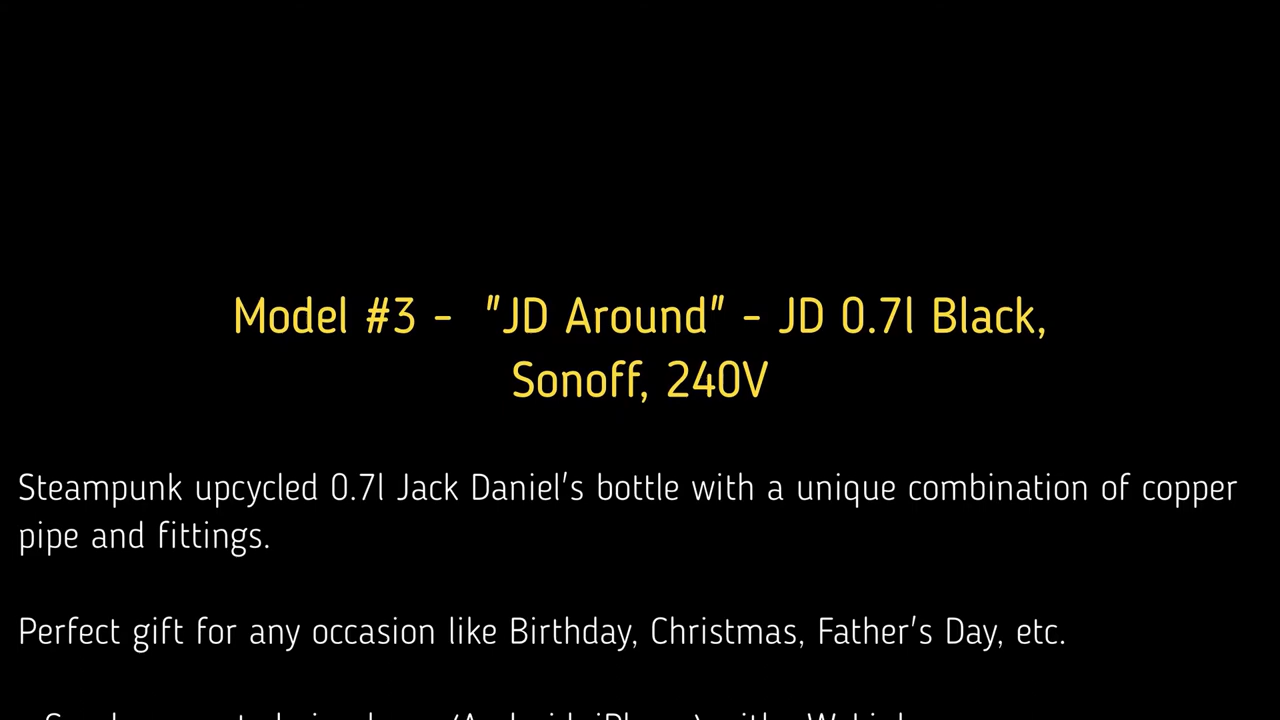 Model #3 -  "JD Around" - JD 0.7l Black,
Sonoff, 240V
Steampunk upcycled 0.7l Jack Daniel's bottle with a unique combination of copper
pipe and fittings.
Perfect gift for any occasion like Birthday, Christmas, Father's Day, etc.